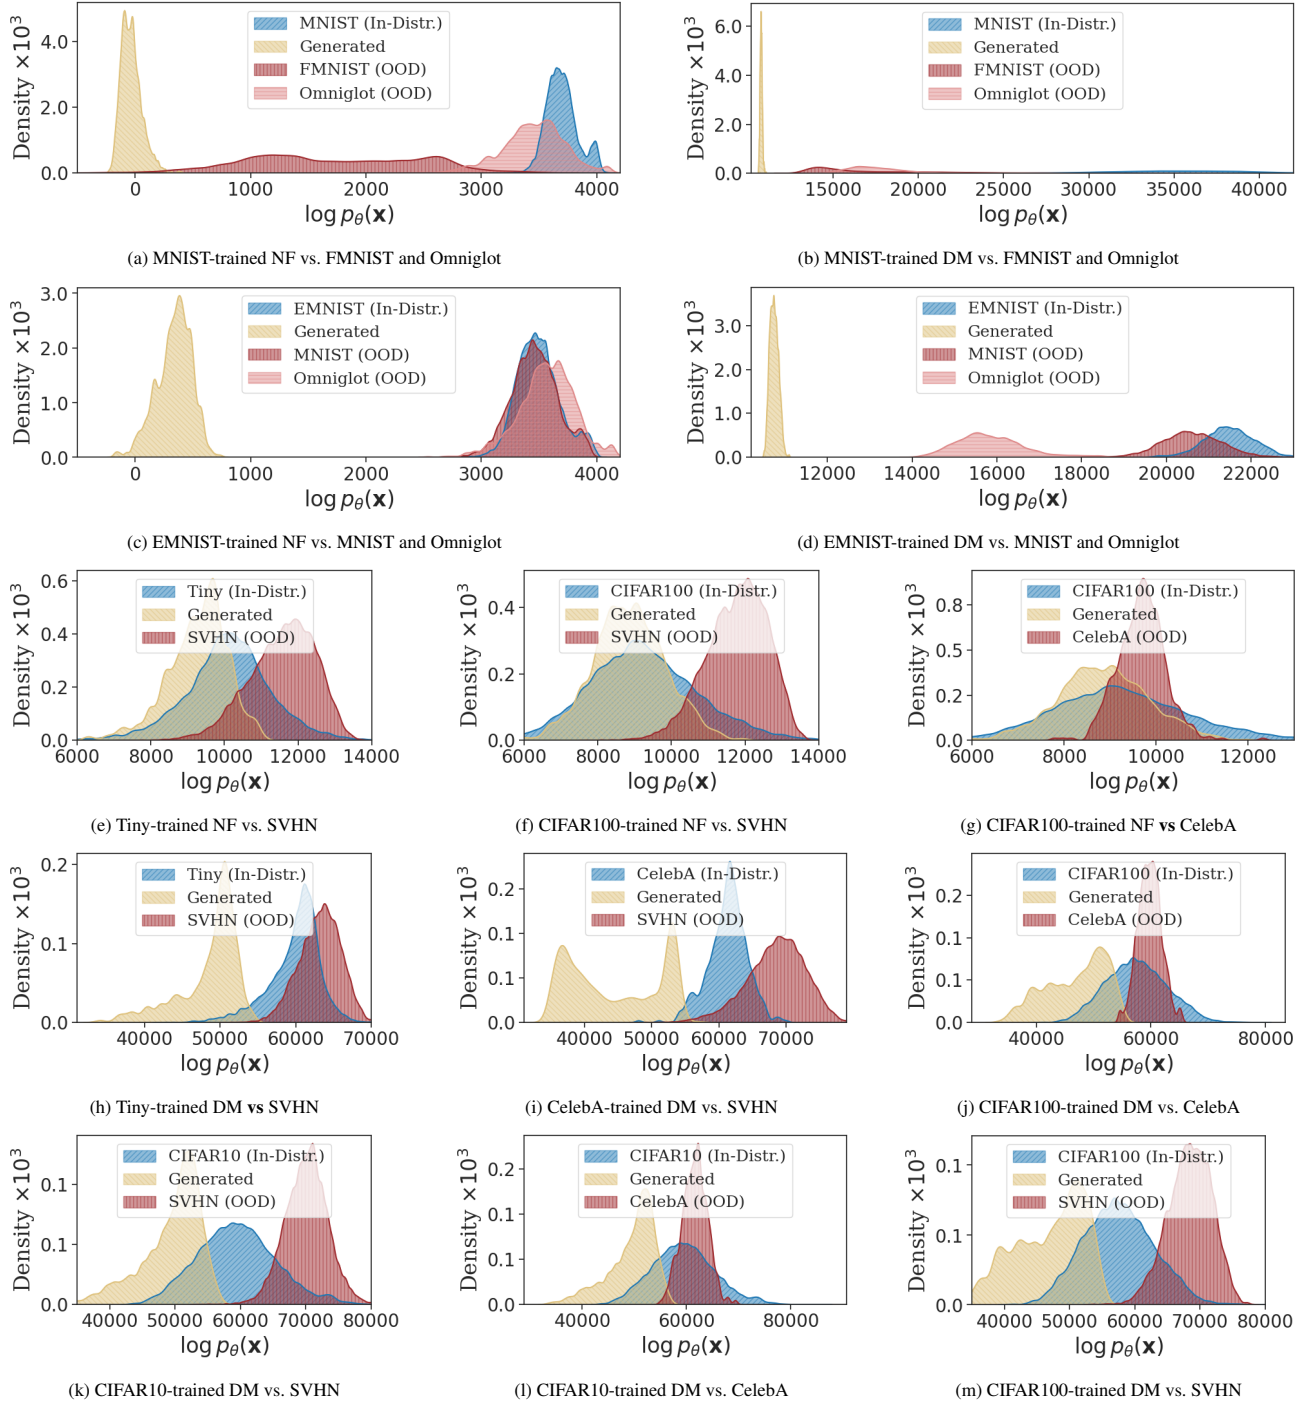 4.0
2.0
0.0
Density ×10³
MNIST (In-Distr.)
Generated
FMNIST (OOD)
Omniglot (OOD)
0 1000 2000 3000 4000
log pθ(x)
(a) MNIST-trained NF vs. FMNIST and Omniglot
6.0
4.0
2.0
0.0
Density ×10³
MNIST (In-Distr.)
Generated
FMNIST (OOD)
Omniglot (OOD)
15000 20000 25000 30000 35000 40000
log pθ(x)
(b) MNIST-trained DM vs. FMNIST and Omniglot
3.0
2.0
1.0
0.0
Density ×10³
EMNIST (In-Distr.)
Generated
MNIST (OOD)
Omniglot (OOD)
0 1000 2000 3000 4000
log pθ(x)
(c) EMNIST-trained NF vs. MNIST and Omniglot
3.0
2.0
1.0
0.0
Density ×10³
EMNIST (In-Distr.)
Generated
MNIST (OOD)
Omniglot (OOD)
12000 14000 16000 18000 20000 22000
log pθ(x)
(d) EMNIST-trained DM vs. MNIST and Omniglot
0.6
0.4
0.2
0.0
Density ×10³
Tiny (In-Distr.)
Generated
SVHN (OOD)
6000 8000 10000 12000 14000
log pθ(x)
(e) Tiny-trained NF vs. SVHN
0.4
0.2
0.0
Density ×10³
CIFAR100 (In-Distr.)
Generated
SVHN (OOD)
6000 8000 10000 12000 14000
log pθ(x)
(f) CIFAR100-trained NF vs. SVHN
0.8
0.5
0.2
0.0
Density ×10³
CIFAR100 (In-Distr.)
Generated
CelebA (OOD)
6000 8000 10000 12000
log pθ(x)
(g) CIFAR100-trained NF vs CelebA
0.2
0.1
0.0
Density ×10³
Tiny (In-Distr.)
Generated
SVHN (OOD)
40000 50000 60000 70000
log pθ(x)
(h) Tiny-trained DM vs SVHN
0.2
0.1
0.1
0.0
Density ×10³
CelebA (In-Distr.)
Generated
SVHN (OOD)
40000 50000 60000 70000
log pθ(x)
(i) CelebA-trained DM vs. SVHN
0.2
0.1
0.1
0.0
Density ×10³
CIFAR100 (In-Distr.)
Generated
CelebA (OOD)
40000 60000 80000
log pθ(x)
(j) CIFAR100-trained DM vs. CelebA
0.1
0.1
0.0
Density ×10³
CIFAR10 (In-Distr.)
Generated
SVHN (OOD)
40000 50000 60000 70000 80000
log pθ(x)
(k) CIFAR10-trained DM vs. SVHN
0.2
0.1
0.1
0.0
Density ×10³
CIFAR10 (In-Distr.)
Generated
CelebA (OOD)
40000 60000 80000
log pθ(x)
(l) CIFAR10-trained DM vs. CelebA
0.1
0.1
0.0
Density ×10³
CIFAR100 (In-Distr.)
Generated
SVHN (OOD)
40000 50000 60000 70000 80000
log pθ(x)
(m) CIFAR100-trained DM vs. SVHN